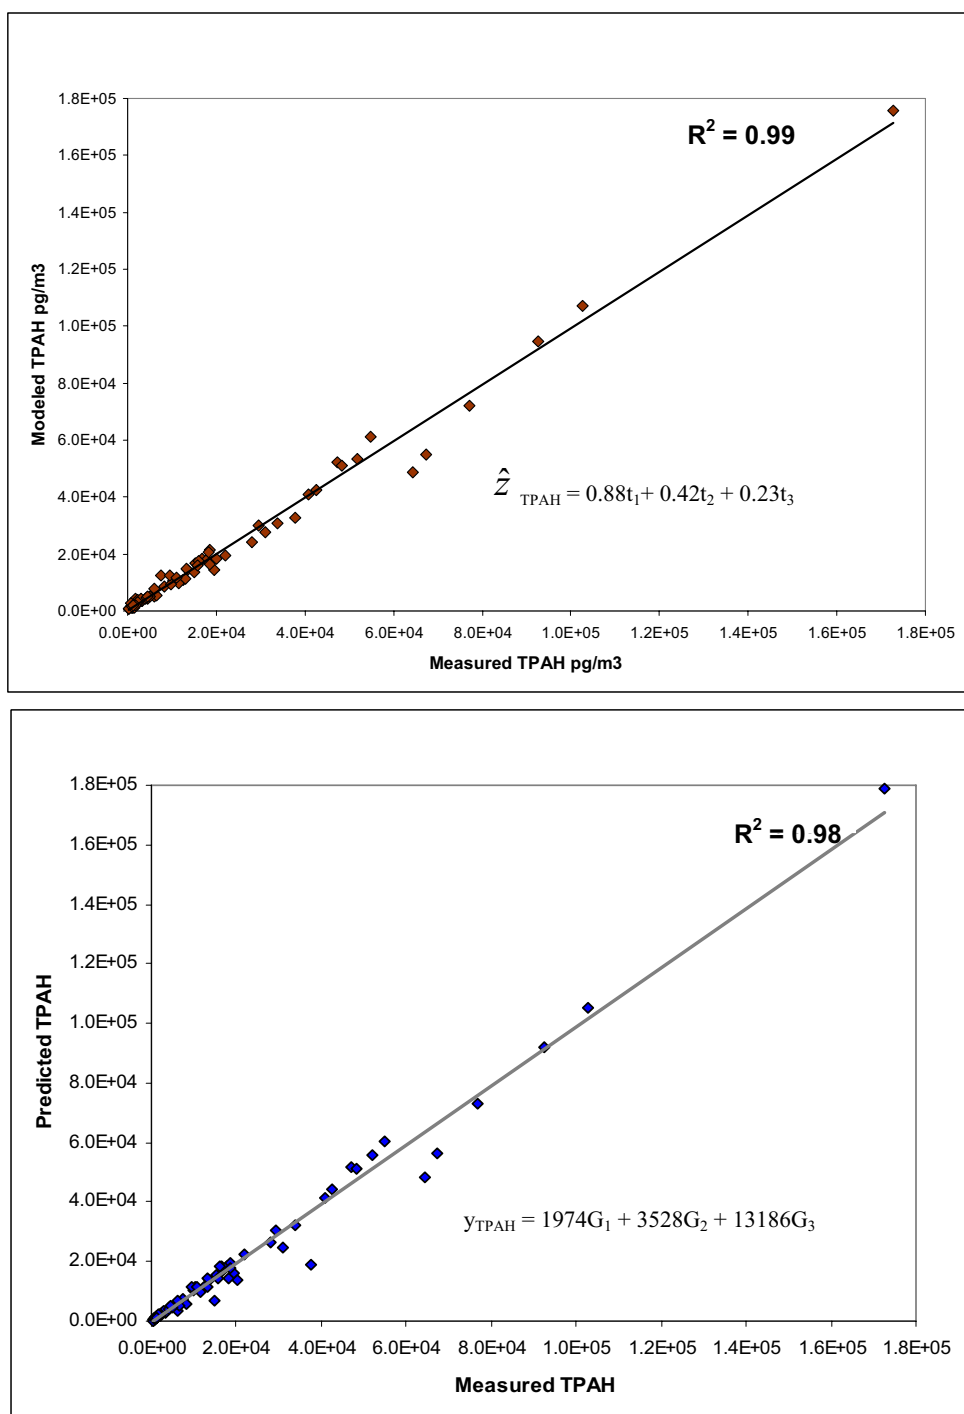 1.8E+05
R² = 0.99
1.6E+05
1.4E+05
1.2E+05
1.0E+05
8.0E+04
6.0E+04
4.0E+04
2.0E+04
0.0E+00
Modeled TPAH pg/m3
ẑ TPAH = 0.88t₁+ 0.42t₂ + 0.23t₃
0.0E+00 2.0E+04 4.0E+04 6.0E+04 8.0E+04 1.0E+05 1.2E+05 1.4E+05 1.6E+05 1.8E+05
Measured TPAH pg/m3
1.8E+05
R² = 0.98
1.6E+05
1.4E+05
1.2E+05
1.0E+05
8.0E+04
6.0E+04
4.0E+04
2.0E+04
0.0E+00
Predicted TPAH
yTPAH = 1974G₁ + 3528G₂ + 13186G₃
0.0E+00 2.0E+04 4.0E+04 6.0E+04 8.0E+04 1.0E+05 1.2E+05 1.4E+05 1.6E+05 1.8E+05
Measured TPAH